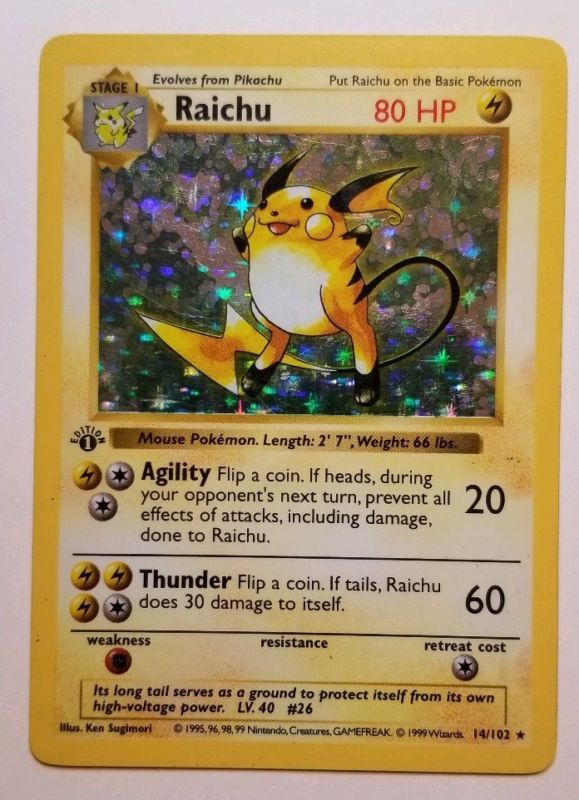 STAGE 1
Evolves from Pikachu
Put Raichu on the Basic Pokémon
Raichu
80 HP
EDITION
1
Mouse Pokémon. Length: 2' 7", Weight: 66 lbs.
Agility Flip a coin. If heads, during
your opponent's next turn, prevent all
effects of attacks, including damage,
done to Raichu.
20
Thunder Flip a coin. If tails, Raichu
does 30 damage to itself.
60
weakness
resistance
retreat cost
Its long tail serves as a ground to protect itself from its own
high-voltage power. LV. 40 #26
Illus. Ken Sugimori
© 1995, 96, 98, 99 Nintendo, Creatures, GAMEFREAK. © 1999 Wizards.
14/102 ★